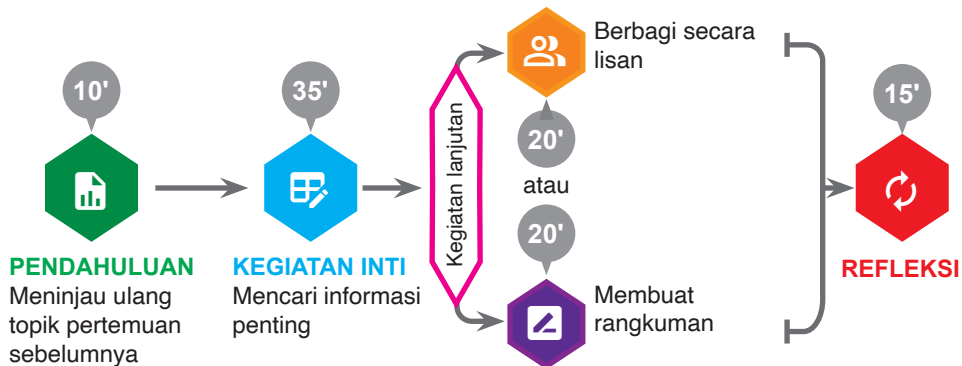 10'
PENDAHULUAN
Meninjau ulang
topik pertemuan
sebelumnya
35'
KEGIATAN INTI
Mencari informasi
penting
Kegiatan lanjutan
Berbagi secara
lisan
20'
atau
20'
Membuat
rangkuman
15'
REFLEKSI